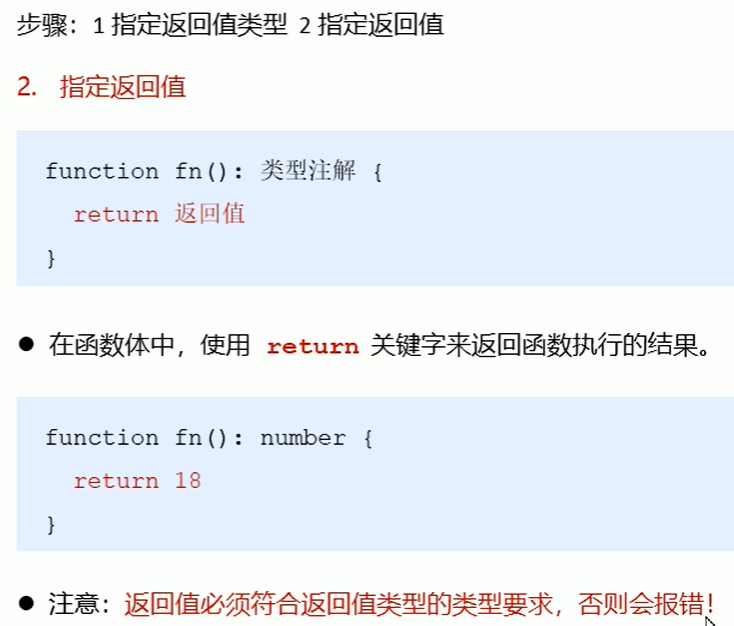 步骤：1 指定返回值类型 2 指定返回值
2. 指定返回值
function fn(): 类型注解 {
return 返回值
}
● 在函数体中，使用 return 关键字来返回函数执行的结果。
function fn(): number {
return 18
}
● 注意：返回值必须符合返回值类型的类型要求，否则会报错！